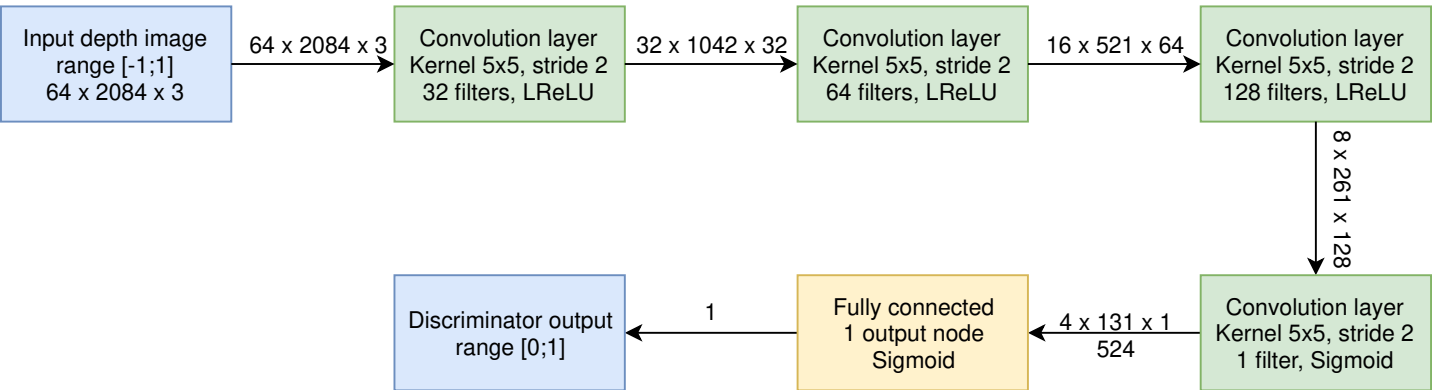 Input depth image
range [-1;1]
64 x 2084 x 3
64 x 2084 x 3
Convolution layer
Kernel 5x5, stride 2
32 filters, LReLU
32 x 1042 x 32
Convolution layer
Kernel 5x5, stride 2
64 filters, LReLU
16 x 521 x 64
Convolution layer
Kernel 5x5, stride 2
128 filters, LReLU
8 x 261 x 128
Convolution layer
Kernel 5x5, stride 2
1 filter, Sigmoid
4 x 131 x 1
524
Fully connected
1 output node
Sigmoid
1
Discriminator output
range [0;1]